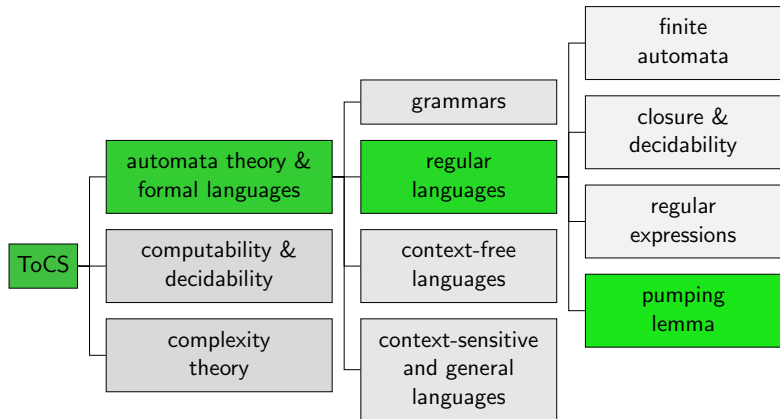 ToCS
automata theory &
formal languages
computability &
decidability
complexity
theory
grammars
regular
languages
context-free
languages
context-sensitive
and general
languages
finite
automata
closure &
decidability
regular
expressions
pumping
lemma